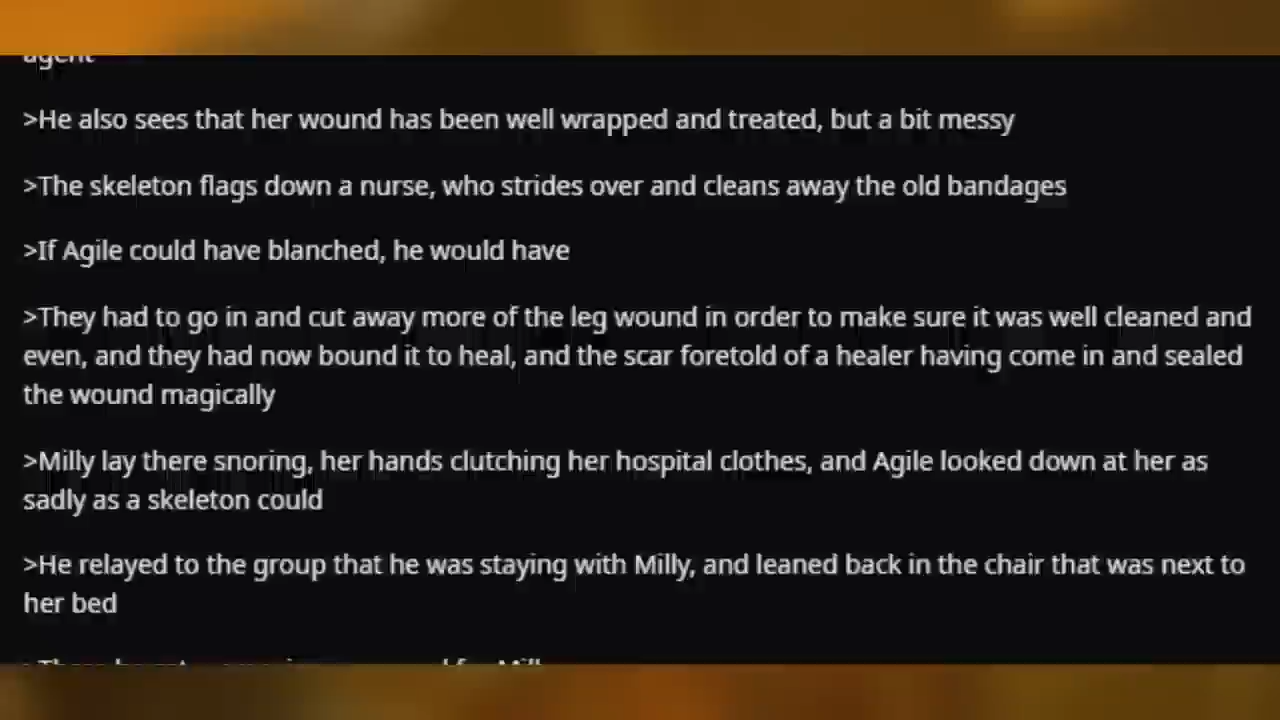 agent
>He also sees that her wound has been well wrapped and treated, but a bit messy
>The skeleton flags down a nurse, who strides over and cleans away the old bandages
>If Agile could have blanched, he would have
>They had to go in and cut away more of the leg wound in order to make sure it was well cleaned and
even, and they had now bound it to heal, and the scar foretold of a healer having come in and sealed
the wound magically
>Milly lay there snoring, her hands clutching her hospital clothes, and Agile looked down at her as
sadly as a skeleton could
>He relayed to the group that he was staying with Milly, and leaned back in the chair that was next to
her bed